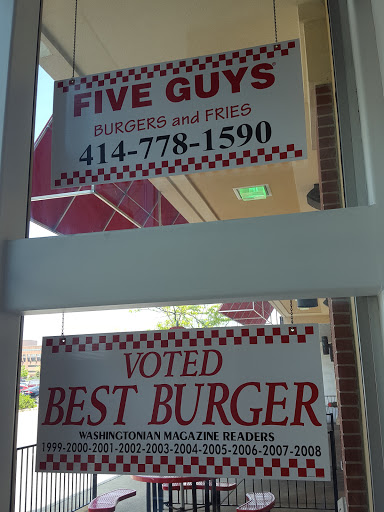 FIVE GUYS
BURGERS and FRIES
414-778-1590
VOTED
BEST BURGER
WASHINGTONIAN MAGAZINE READERS
1999-2000-2001-2002-2003-2004-2005-2006-2007-2008